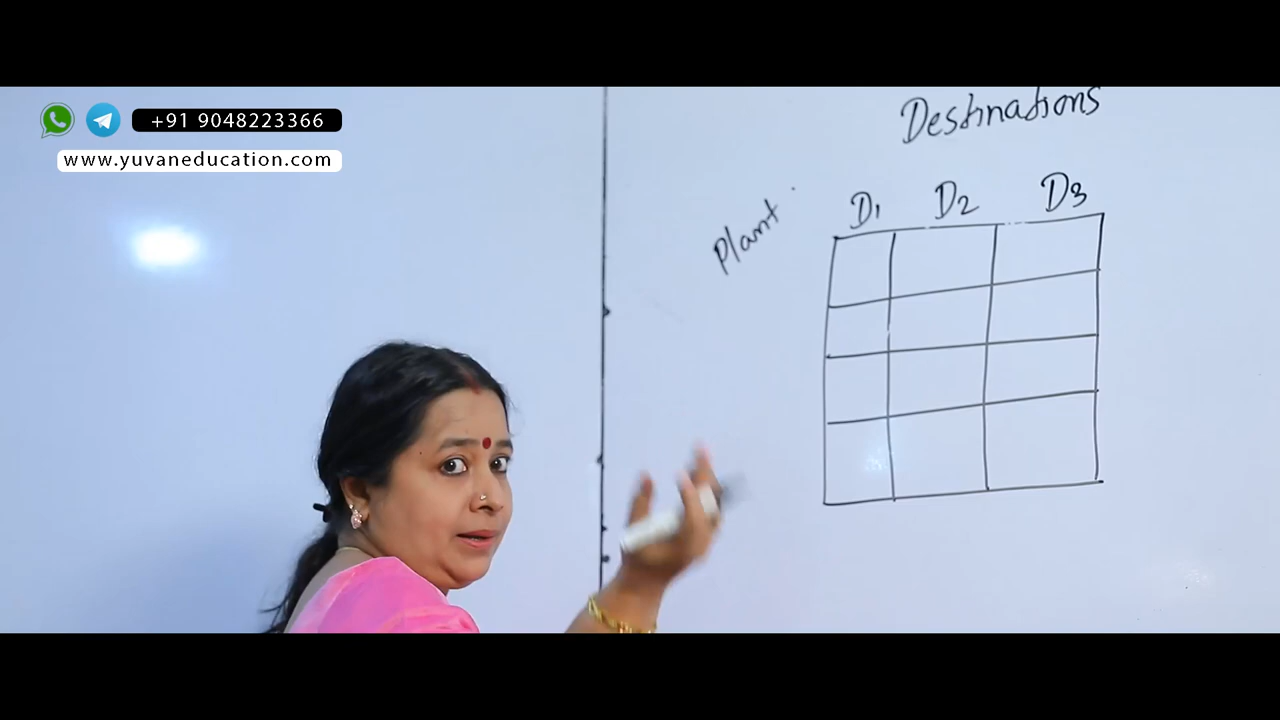 +91 9048223366
www.yuvaneducation.com
Destinations
Plant
D1 D2 D3